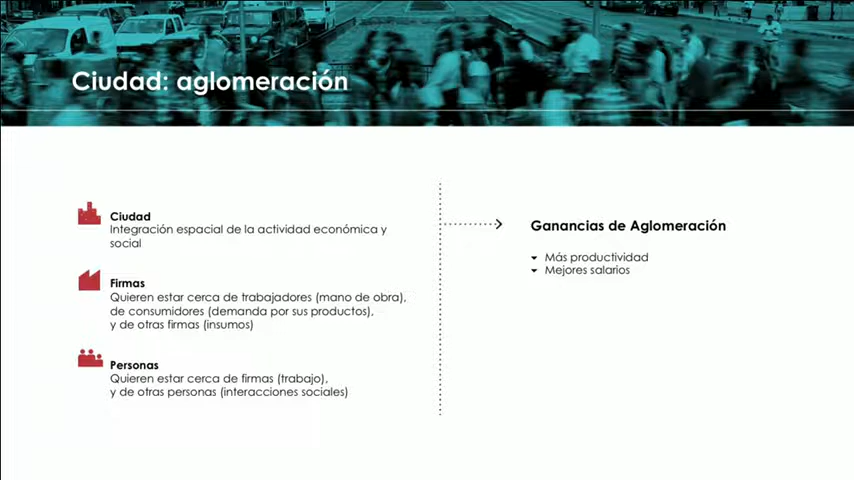 Ciudad: aglomeración
Ciudad
Integración espacial de la actividad económica y
social
Firmas
Quieren estar cerca de trabajadores (mano de obra),
de consumidores (demanda por sus productos),
y de otras firmas (insumos)
Personas
Quieren estar cerca de firmas (trabajo),
y de otras personas (interacciones sociales)
Ganancias de Aglomeración
Más productividad
Mejores salarios